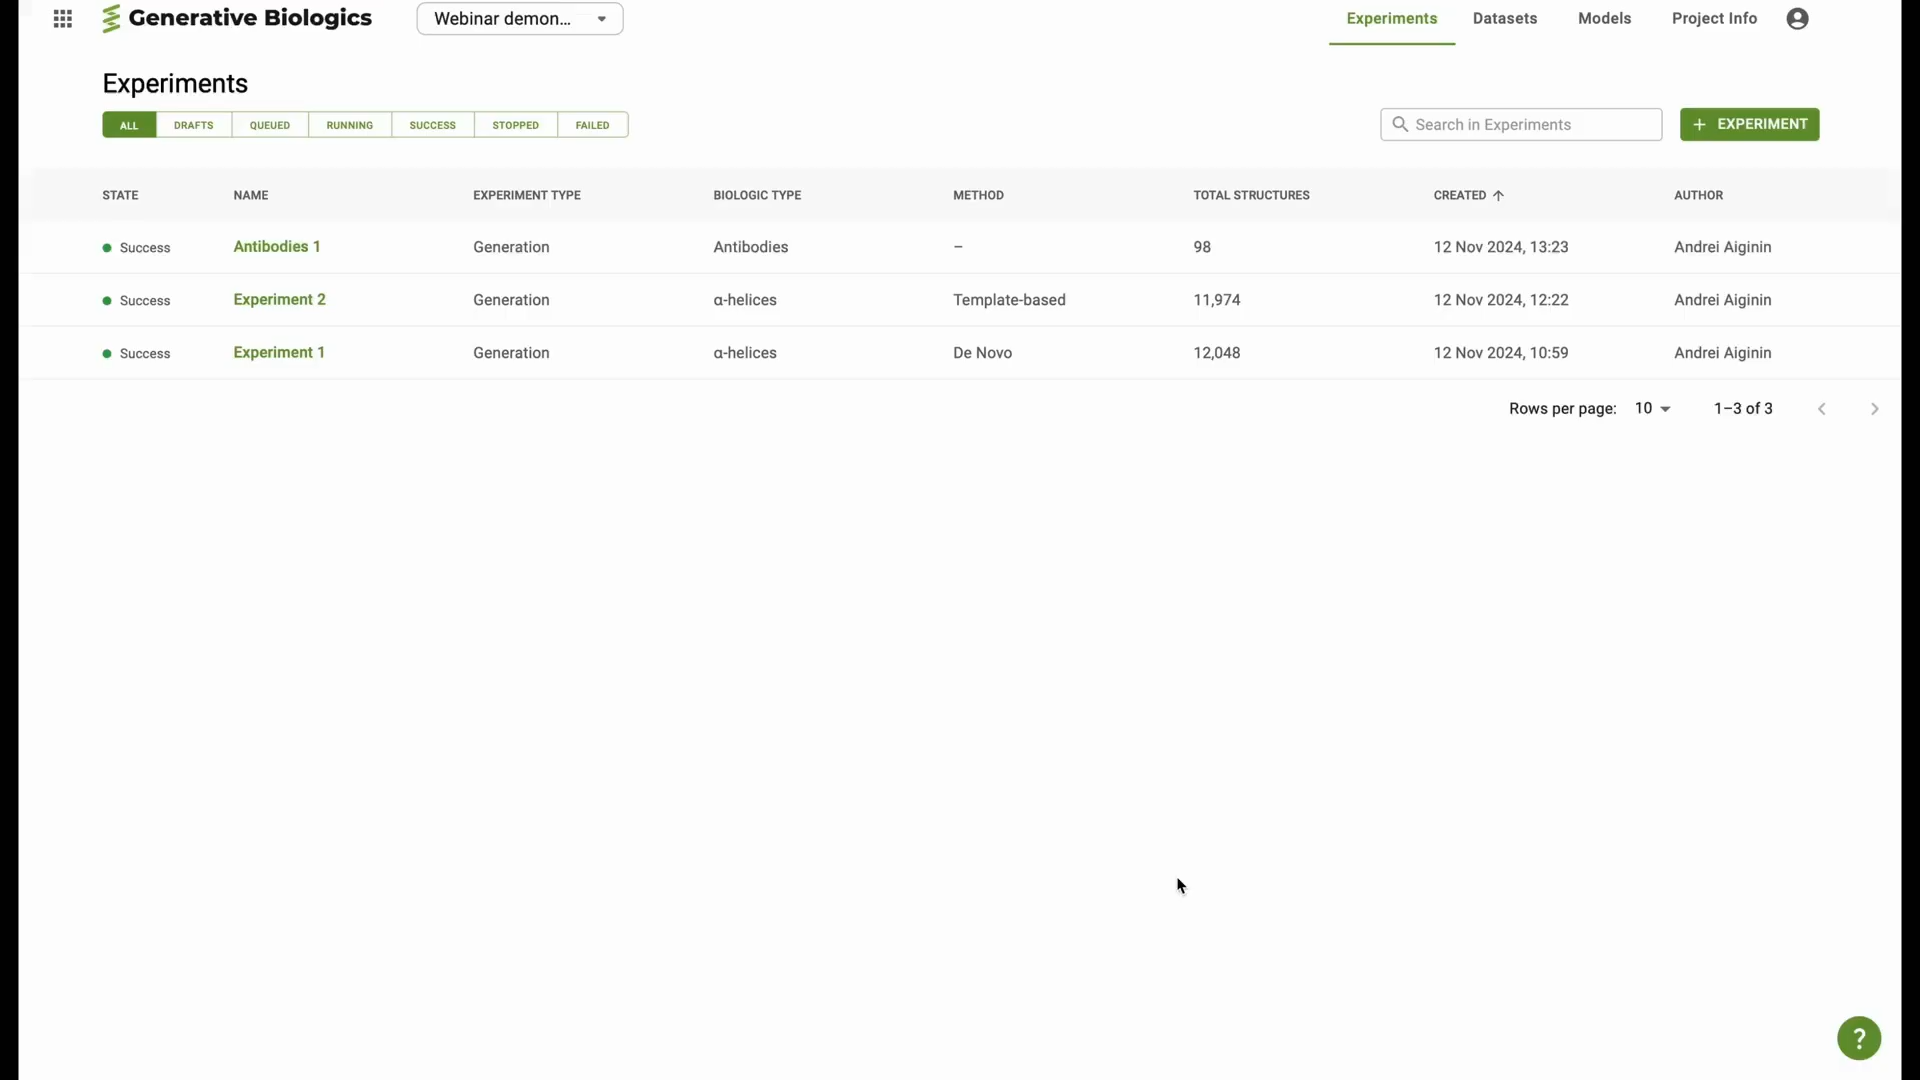 Generative Biologics
Webinar demon...
Experiments Datasets Models Project Info
Experiments
ALL DRAFTS QUEUED RUNNING SUCCESS STOPPED FAILED
Search in Experiments
+ EXPERIMENT
STATE NAME EXPERIMENT TYPE BIOLOGIC TYPE METHOD TOTAL STRUCTURES CREATED ↑ AUTHOR
Success Antibodies 1 Generation Antibodies – 98 12 Nov 2024, 13:23 Andrei Aiginin
Success Experiment 2 Generation α-helices Template-based 11,974 12 Nov 2024, 12:22 Andrei Aiginin
Success Experiment 1 Generation α-helices De Novo 12,048 12 Nov 2024, 10:59 Andrei Aiginin
Rows per page: 10 1–3 of 3
?